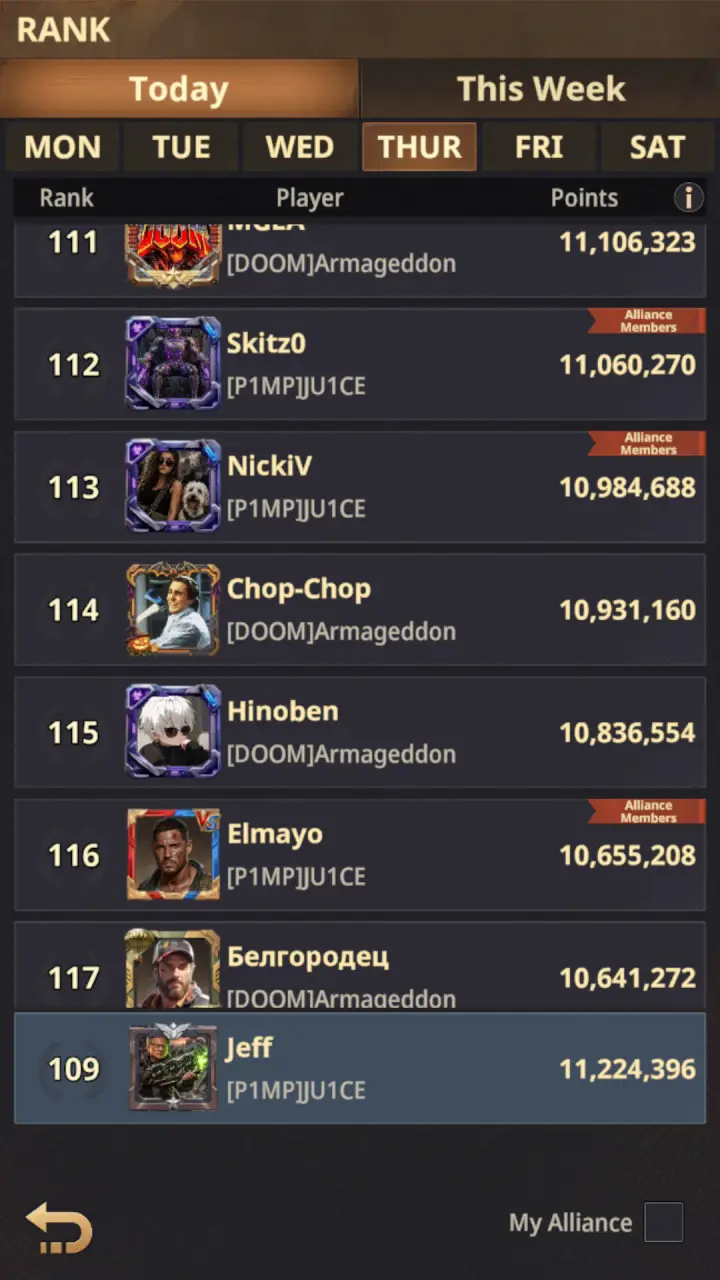 RANK
Today
This Week
MON
TUE
WED
THUR
FRI
SAT
Rank
Player
Points
111
[DOOM]Armageddon
11,106,323
Alliance
Members
112
Skitz0
[P1MP]JU1CE
11,060,270
Alliance
Members
113
NickiV
[P1MP]JU1CE
10,984,688
114
Chop-Chop
[DOOM]Armageddon
10,931,160
115
Hinoben
[DOOM]Armageddon
10,836,554
Alliance
Members
116
Elmayo
[P1MP]JU1CE
10,655,208
117
Белгородец
[DOOM]Armageddon
10,641,272
109
Jeff
[P1MP]JU1CE
11,224,396
My Alliance